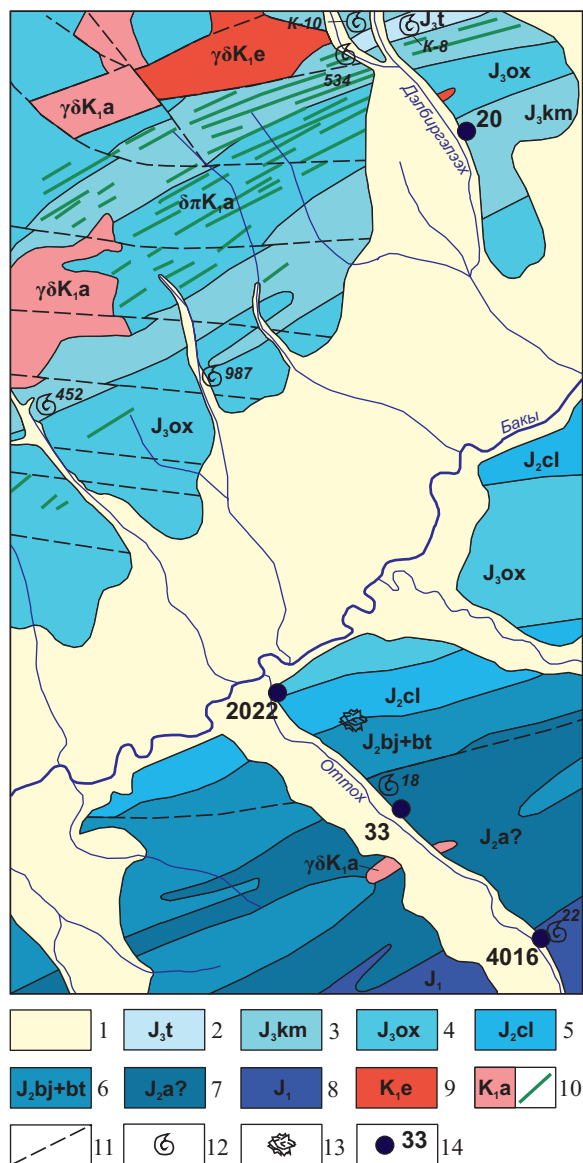 К-10
J₃t
К-8
γδK₁e
534
J₃ox
γδK₁a
20
J₃km
Дэлбиргэлээх
δπK₁a
γδK₁a
987
452
J₃ox
Бакы
J₂cl
J₃ox
2022
J₂cl
J₂bj+bt
Оттох
18
33
J₂a?
γδK₁a
22
4016
J₁
1 J₃t 2 J₃km 3 J₃ox 4 J₂cl 5
J₂bj+bt 6 J₂a? 7 J₁ 8 K₁e 9 K₁a 10
11 12 13 33 14